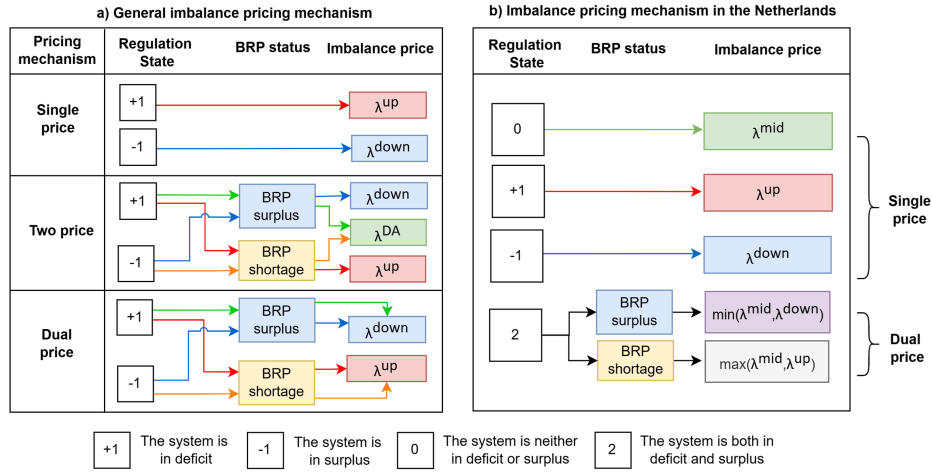 a) General imbalance pricing mechanism
Pricing mechanism
Regulation State
BRP status
Imbalance price
Single price
+1
λup
-1
λdown
Two price
+1
-1
BRP surplus
BRP shortage
λdown
λDA
λup
Dual price
+1
-1
BRP surplus
BRP shortage
λdown
λup
b) Imbalance pricing mechanism in the Netherlands
Regulation State
BRP status
Imbalance price
0
λmid
+1
λup
-1
λdown
Single price
2
BRP surplus
min(λmid,λdown)
BRP shortage
max(λmid,λup)
Dual price
+1
The system is in deficit
-1
The system is in surplus
0
The system is neither in deficit or surplus
2
The system is both in deficit and surplus